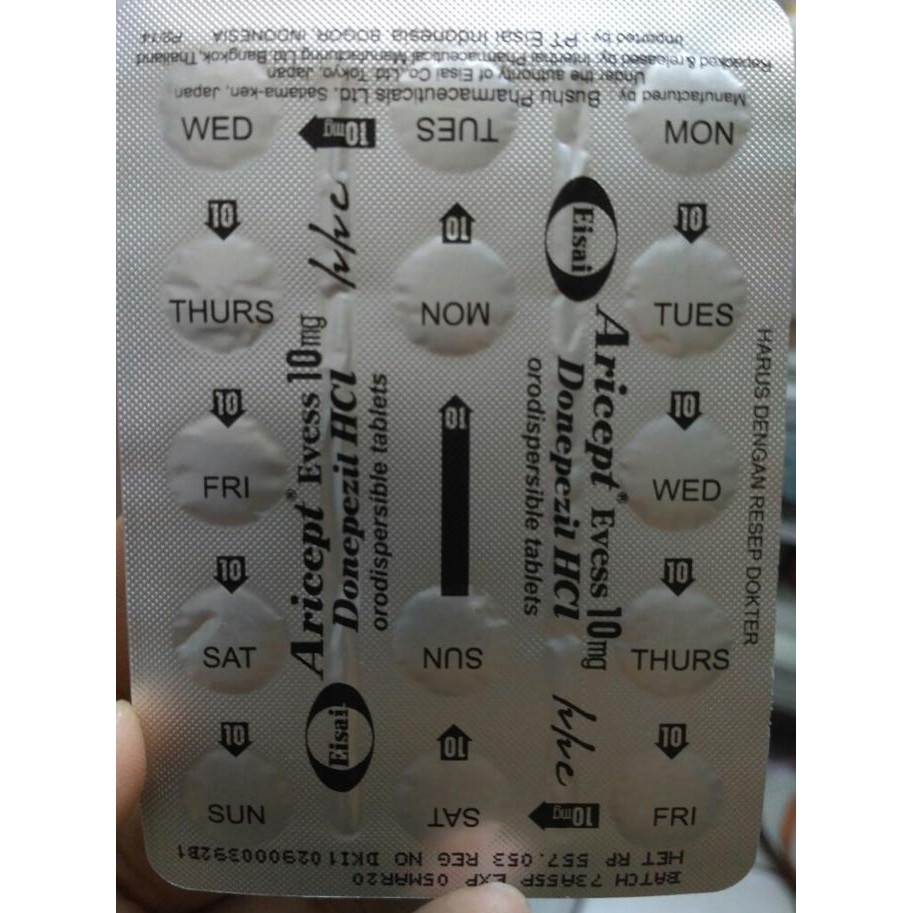 Manufactured by : Bushu Pharmaceuticals Ltd. Saitama-ken, Japan
Under the authority of Eisai Co., Ltd. Tokyo, Japan
Repacked & released by: Interthai Pharmaceutical Manufacturing Ltd Bangkok, Thailand
Imported by PT Eisai Indonesia, BOGOR, INDONESIA
MON
10
TUES
10
WED
10
THURS
10
FRI
10mg
SAT
10
SUN
10
MON
10
TUES
10mg
WED
10
THURS
10
FRI
10
SAT
10
SUN
Eisai
Aricept® Evess 10mg
Donepezil HCl
orodispersible tablets
Eisai
Aricept® Evess 10mg
Donepezil HCl
orodispersible tablets
HARUS DENGAN RESEP DOKTER
BATCH 73A55P EXP 05MAR20
HET RP 557.053 REG NO DKI1029000392B1